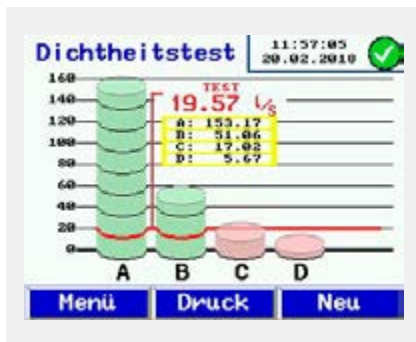 Dichtheitstest
11:57:05
20.02.2018
TEST
19.57 l/s
A: 153.17
B: 51.06
C: 17.02
D: 5.67
160
140
120
100
80
60
40
20
0
A B C D
Menü Druck Neu